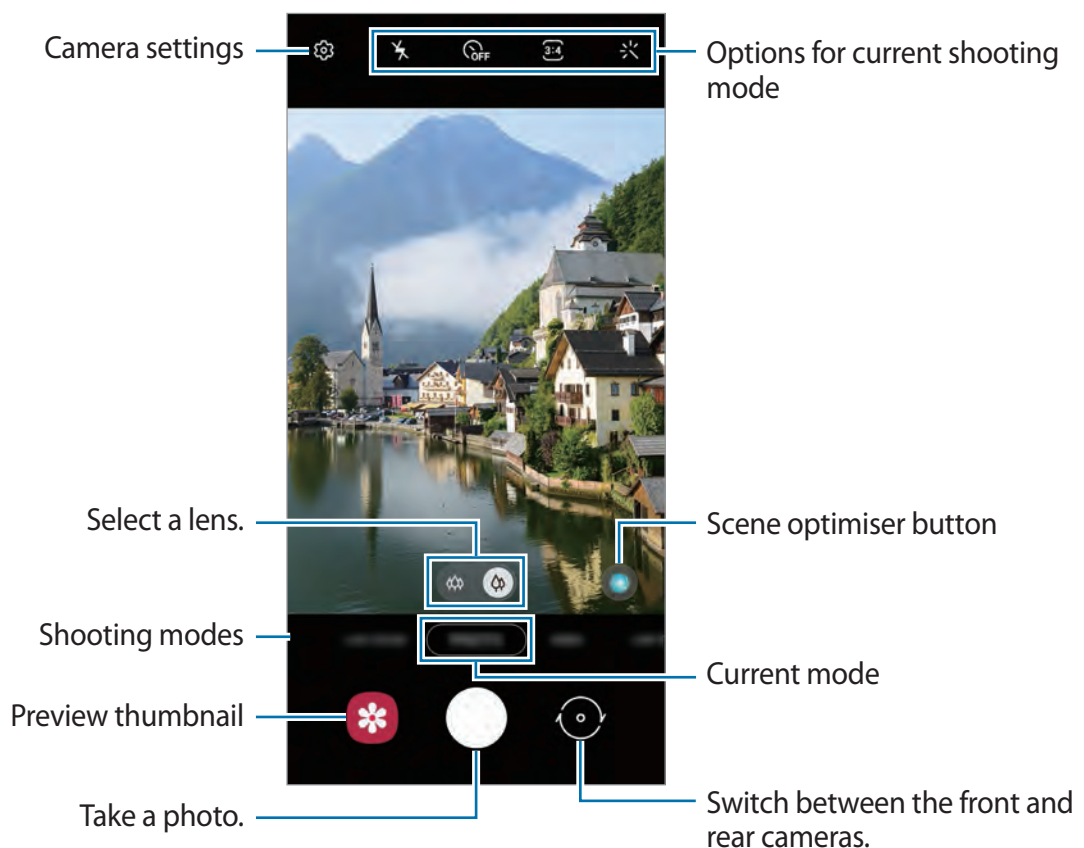 Camera settings
OFF
3:4
Options for current shooting
mode
Select a lens.
Scene optimiser button
Shooting modes
Current mode
Preview thumbnail
Take a photo.
Switch between the front and
rear cameras.